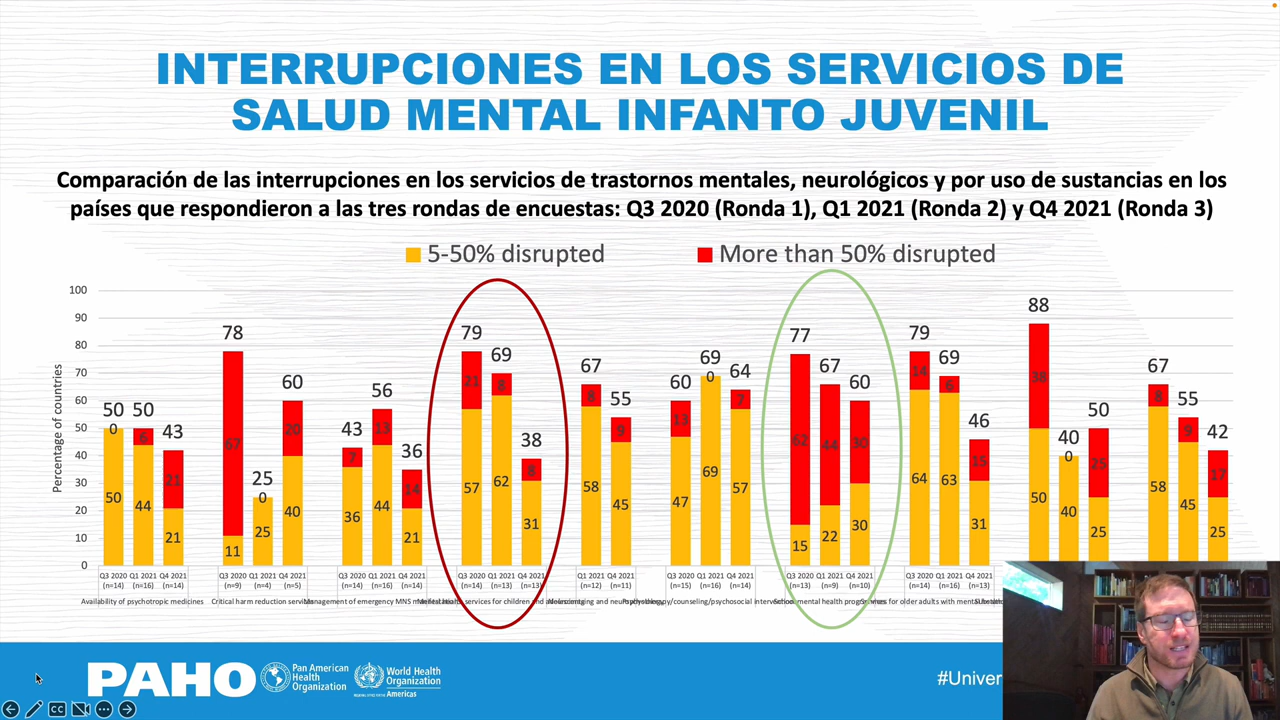 INTERRUPCIONES EN LOS SERVICIOS DE
SALUD MENTAL INFANTO JUVENIL
Comparación de las interrupciones en los servicios de trastornos mentales, neurológicos y por uso de sustancias en los
países que respondieron a las tres rondas de encuestas: Q3 2020 (Ronda 1), Q1 2021 (Ronda 2) y Q4 2021 (Ronda 3)
5-50% disrupted More than 50% disrupted
Percentage of countries
100
90
80
70
60
50
40
30
20
10
0
50 50 43
0 6 21
50 44 21
78 25 60
67 0 20
11 25 40
43 56 36
7 13 14
36 44 21
79 69 38
21 8 8
57 62 31
67 55
8 9
58 45
60 69 64
13 0 7
47 69 57
77 67 60
62 44 30
15 22 30
79 69 46
14 6 15
64 63 31
88 40 50
38 0 25
50 40 25
67 55 42
8 9 17
58 45 25
Q3 2020 Q1 2021 Q4 2021
(n=14) (n=16) (n=14)
Q3 2020 Q1 2021 Q4 2021
(n=9) (n=4) (n=5)
Q3 2020 Q1 2021 Q4 2021
(n=14) (n=16) (n=14)
Q3 2020 Q1 2021 Q4 2021
(n=14) (n=13) (n=13)
Q1 2021 Q4 2021
(n=12) (n=11)
Q3 2020 Q1 2021 Q4 2021
(n=15) (n=16) (n=14)
Q3 2020 Q1 2021 Q4 2021
(n=13) (n=9) (n=10)
Q3 2020 Q1 2021 Q4 2021
(n=14) (n=16) (n=13)
Availability of psychotropic medicines
Critical harm reduction services
Management of emergency MNS
services for children and
Neuroimaging and
/counseling/psychosocial
mental health
for older adults with mental
PAHO
Pan American
Health
Organization
World Health
Organization
Americas
#Univer
CC